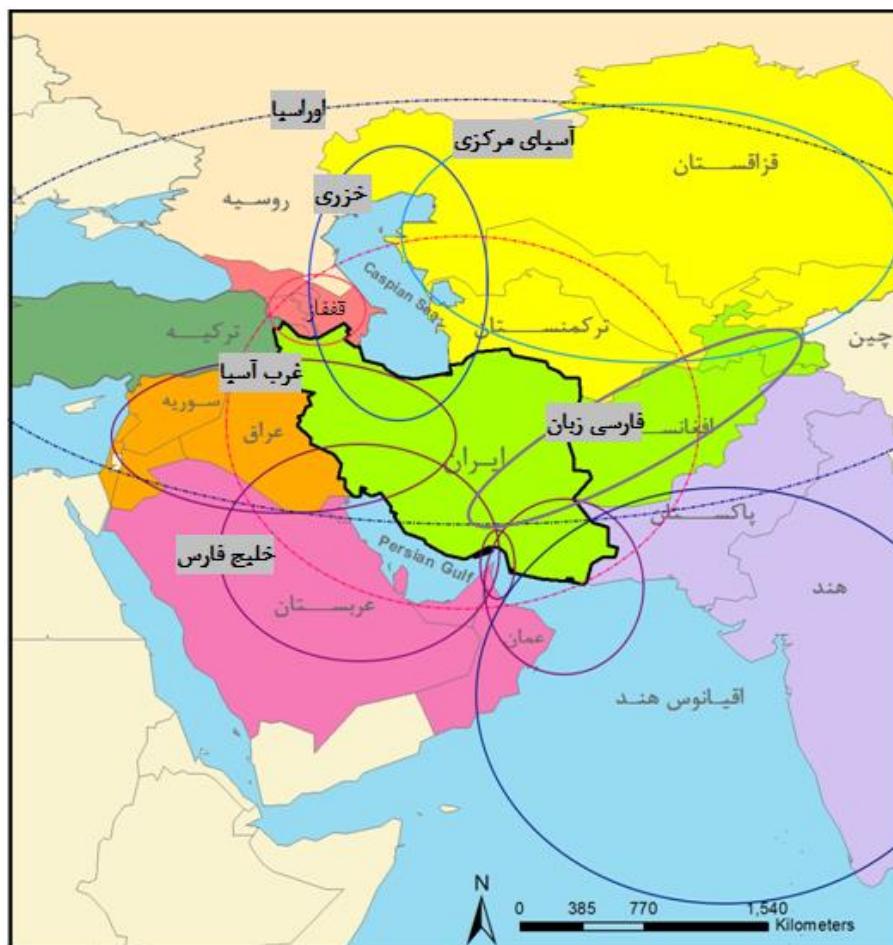 اوراسیا
آسیای مرکزی
قزاقستان
خزری
روسیه
Caspian Sea
قفقاز
ترکمنستان
ترکیه
چین
غرب آسیا
سوریه
فارسی زبان
عراق
ایران
پاکستان
خلیج فارس
Persian Gulf
عربستان
هند
عمان
اقیانوس هند
N
0 385 770 1,540
Kilometers